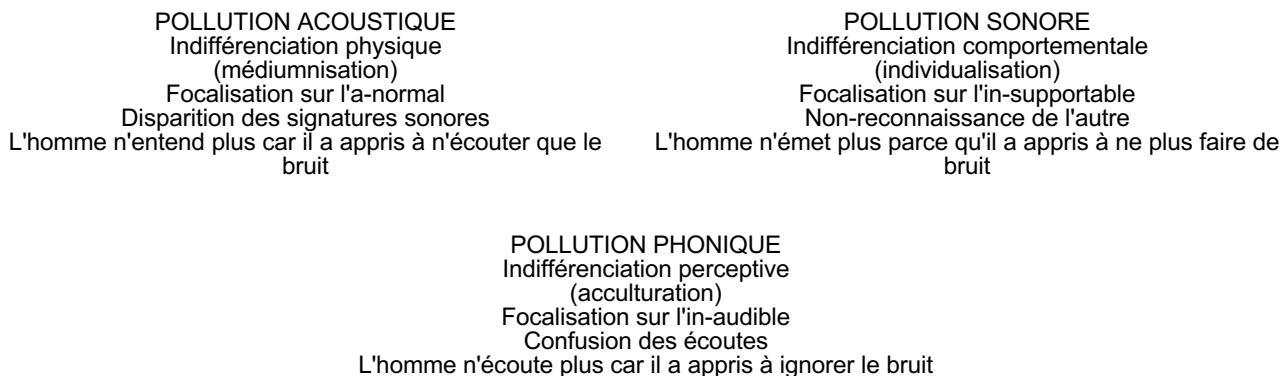 POLLUTION ACOUSTIQUE
Indifférenciation physique
(médiumnisation)
Focalisation sur l'a-normal
Disparition des signatures sonores
L'homme n'entend plus car il a appris à n'écouter que le
bruit
POLLUTION SONORE
Indifférenciation comportementale
(individualisation)
Focalisation sur l'in-supportable
Non-reconnaissance de l'autre
L'homme n'émet plus parce qu'il a appris à ne plus faire de
bruit
POLLUTION PHONIQUE
Indifférenciation perceptive
(acculturation)
Focalisation sur l'in-audible
Confusion des écoutes
L'homme n'écoute plus car il a appris à ignorer le bruit